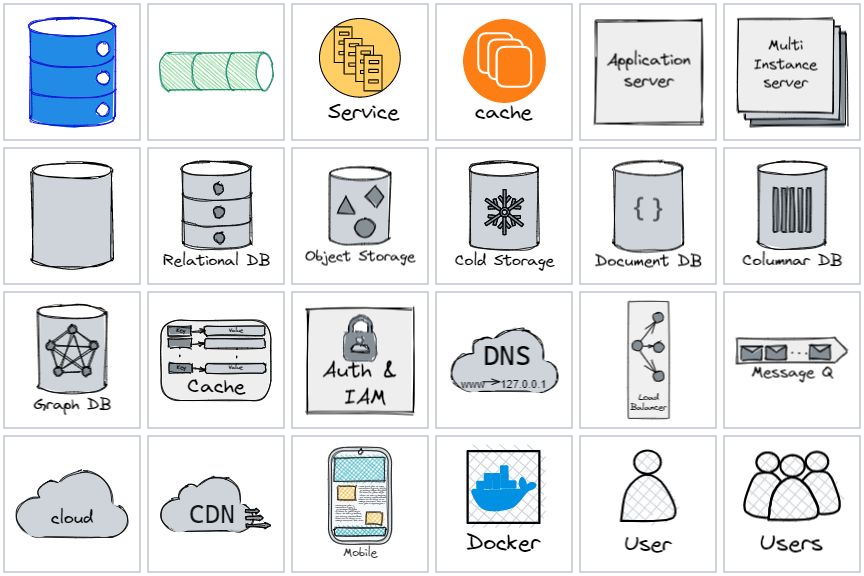 Service
cache
Application
server
Multi
Instance
server
Relational DB
Object Storage
Cold Storage
{ }
Document DB
Columnar DB
Graph DB
Key
Value
Key
Value
Cache
Auth &
IAM
DNS
www 127.0.0.1
Load
Balancer
...
Message Q
cloud
CDN
Mobile
Docker
User
Users